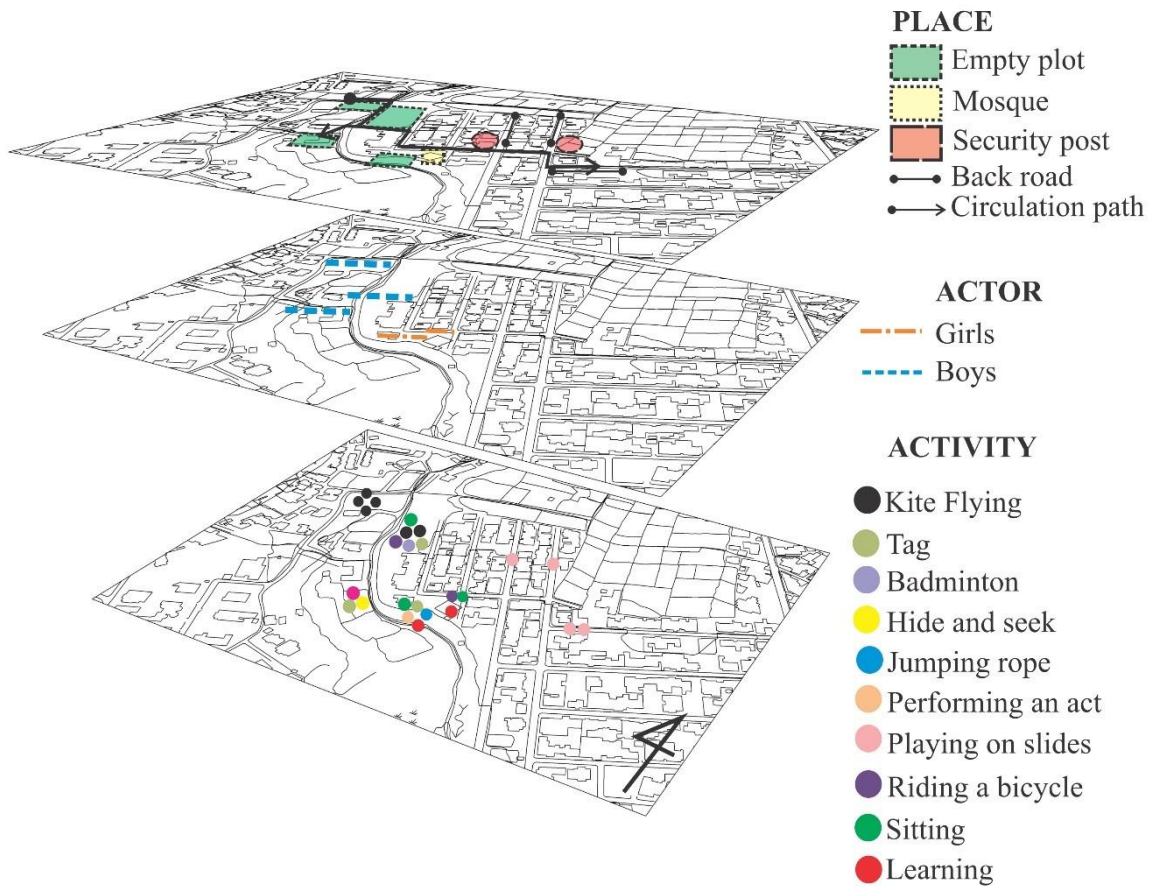 PLACE
Empty plot
Mosque
Security post
Back road
Circulation path
ACTOR
Girls
Boys
ACTIVITY
Kite Flying
Tag
Badminton
Hide and seek
Jumping rope
Performing an act
Playing on slides
Riding a bicycle
Sitting
Learning